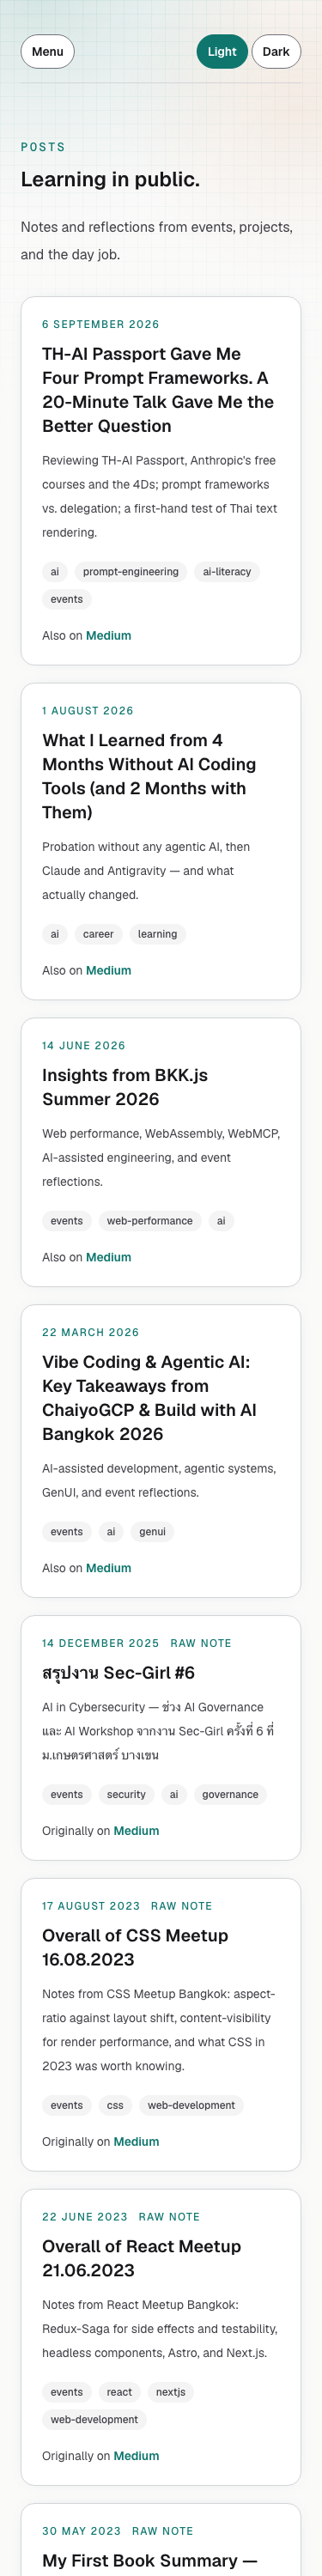 Menu
Light
Dark
POSTS
Learning in public.
Notes and reflections from events, projects,
and the day job.
6 SEPTEMBER 2026
TH-AI Passport Gave Me
Four Prompt Frameworks. A
20-Minute Talk Gave Me the
Better Question
Reviewing TH-AI Passport, Anthropic's free
courses and the 4Ds; prompt frameworks
vs. delegation; a first-hand test of Thai text
rendering.
ai prompt-engineering ai-literacy
events
Also on Medium
1 AUGUST 2026
What I Learned from 4
Months Without AI Coding
Tools (and 2 Months with
Them)
Probation without any agentic AI, then
Claude and Antigravity — and what
actually changed.
ai career learning
Also on Medium
14 JUNE 2026
Insights from BKK.js
Summer 2026
Web performance, WebAssembly, WebMCP,
AI-assisted engineering, and event
reflections.
events web-performance ai
Also on Medium
22 MARCH 2026
Vibe Coding & Agentic AI:
Key Takeaways from
ChaiyoGCP & Build with AI
Bangkok 2026
AI-assisted development, agentic systems,
GenUI, and event reflections.
events ai genui
Also on Medium
14 DECEMBER 2025 RAW NOTE
สรุปงาน Sec-Girl #6
AI in Cybersecurity — ช่วง AI Governance
และ AI Workshop จากงาน Sec-Girl ครั้งที่ 6 ที่
ม.เกษตรศาสตร์ บางเขน
events security ai governance
Originally on Medium
17 AUGUST 2023 RAW NOTE
Overall of CSS Meetup
16.08.2023
Notes from CSS Meetup Bangkok: aspect-
ratio against layout shift, content-visibility
for render performance, and what CSS in
2023 was worth knowing.
events css web-development
Originally on Medium
22 JUNE 2023 RAW NOTE
Overall of React Meetup
21.06.2023
Notes from React Meetup Bangkok:
Redux-Saga for side effects and testability,
headless components, Astro, and Next.js.
events react nextjs
web-development
Originally on Medium
30 MAY 2023 RAW NOTE
My First Book Summary —